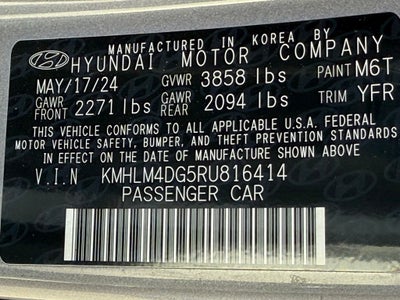 MANUFACTURED IN KOREA BY
HYUNDAI MOTOR COMPANY
MAY/17/24 GVWR 3858 lbs PAINT M6T
GAWR FRONT 2271 lbs GAWR REAR 2094 lbs TRIM YFR
THIS VEHICLE CONFORMS TO ALL APPLICABLE U.S.A. FEDERAL
MOTOR VEHICLE SAFETY, BUMPER, AND THEFT PREVENTION STANDARDS
IN EFFECT ON THE DATE OF MANUFACTURE SHOWN ABOVE.
V.I.N KMHLM4DG5RU816414
PASSENGER CAR